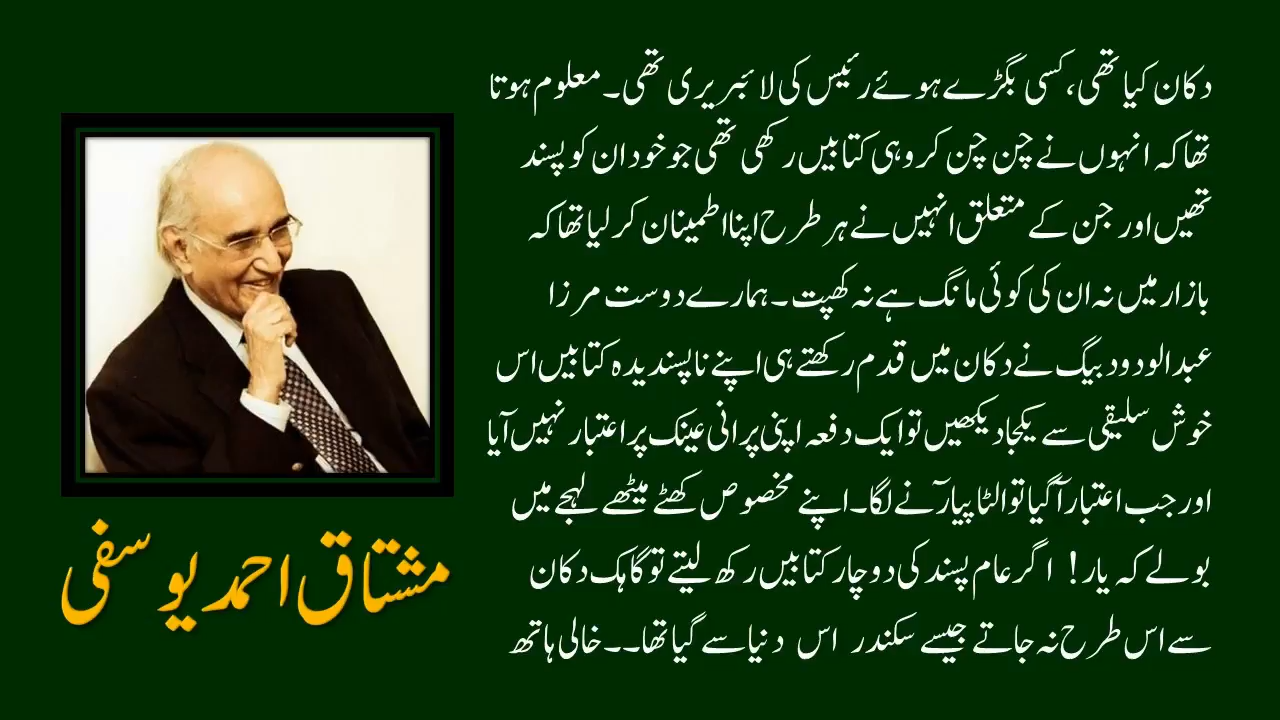 دکان کیا تھی، کسی بگڑے ہوئے رئیس کی لائبریری تھی۔ معلوم ہوتا
تھا کہ انہوں نے چن چن کر وہی کتابیں رکھی تھی جو خود ان کو پسند
تھیں اور جن کے متعلق انہیں نے ہر طرح اپنا اطمینان کر لیا تھا کہ
بازار میں نہ ان کی کوئی مانگ ہے نہ کھپت۔ ہمارے دوست مرزا
عبدالودود بیگ نے دکان میں قدم رکھتے ہی اپنے ناپسندیدہ کتابیں اس
خوش سلیقی سے یکجا دیکھیں تو ایک دفعہ اپنی پرانی عینک پر اعتبار نہیں آیا
اور جب اعتبار آ گیا تو الٹا پیار آنے لگا۔ اپنے مخصوص کھٹے میٹھے لہجے میں
بولے کہ یار! اگر عام پسند کی دو چار کتابیں رکھ لیتے تو گاہک دکان
سے اس طرح نہ جاتے جیسے سکندر اس دنیا سے گیا تھا۔۔ خالی ہاتھ
مشتاق احمد یوسفی